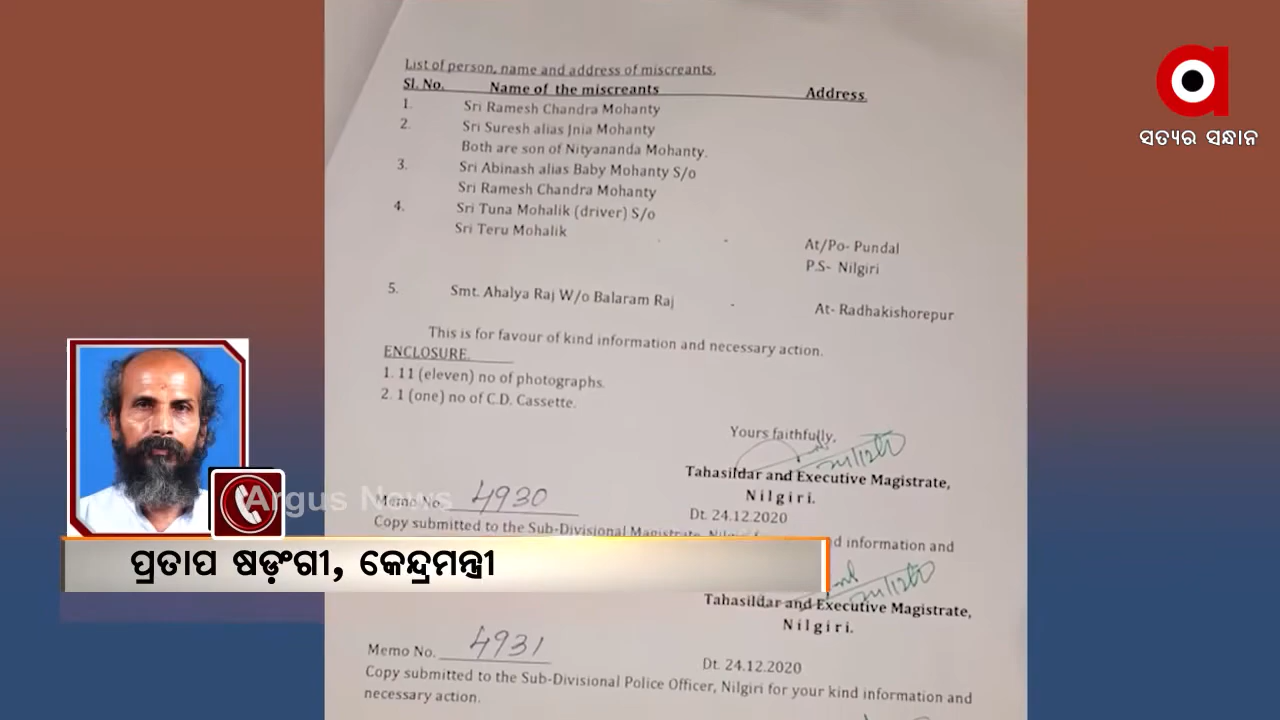 List of person, name and address of miscreants.
Sl. No. Name of the miscreants Address
1. Sri Ramesh Chandra Mohanty
2. Sri Suresh alias Jnia Mohanty
Both are son of Nityananda Mohanty.
3. Sri Abinash alias Baby Mohanty S/o
Sri Ramesh Chandra Mohanty
4. Sri Tuna Mohalik (driver) S/o
Sri Teru Mohalik - - At/Po- Pundal
P.S- Nilgiri
5. Smt. Ahalya Raj W/o Balaram Raj - At- Radhakishorepur
This is for favour of kind information and necessary action.
ENCLOSURE.
1. 11 (eleven) no of photographs.
2. 1 (one) no of C.D. Cassette.
Yours faithfully,
Tahasildar and Executive Magistrate,
Nilgiri.
Memo No. 4930 Dt. 24.12.2020
Copy submitted to the Sub-Divisional Magistrate, Nilgiri information and
Tahasildar and Executive Magistrate,
Nilgiri.
Memo No. 4931 Dt. 24.12.2020
Copy submitted to the Sub-Divisional Police Officer, Nilgiri for your kind information and
necessary action.
ସତ୍ୟର ସନ୍ଧାନ
Argus News
ପ୍ରତାପ ଷଡ଼ଂଗୀ, କେନ୍ଦ୍ରମନ୍ତ୍ରୀ